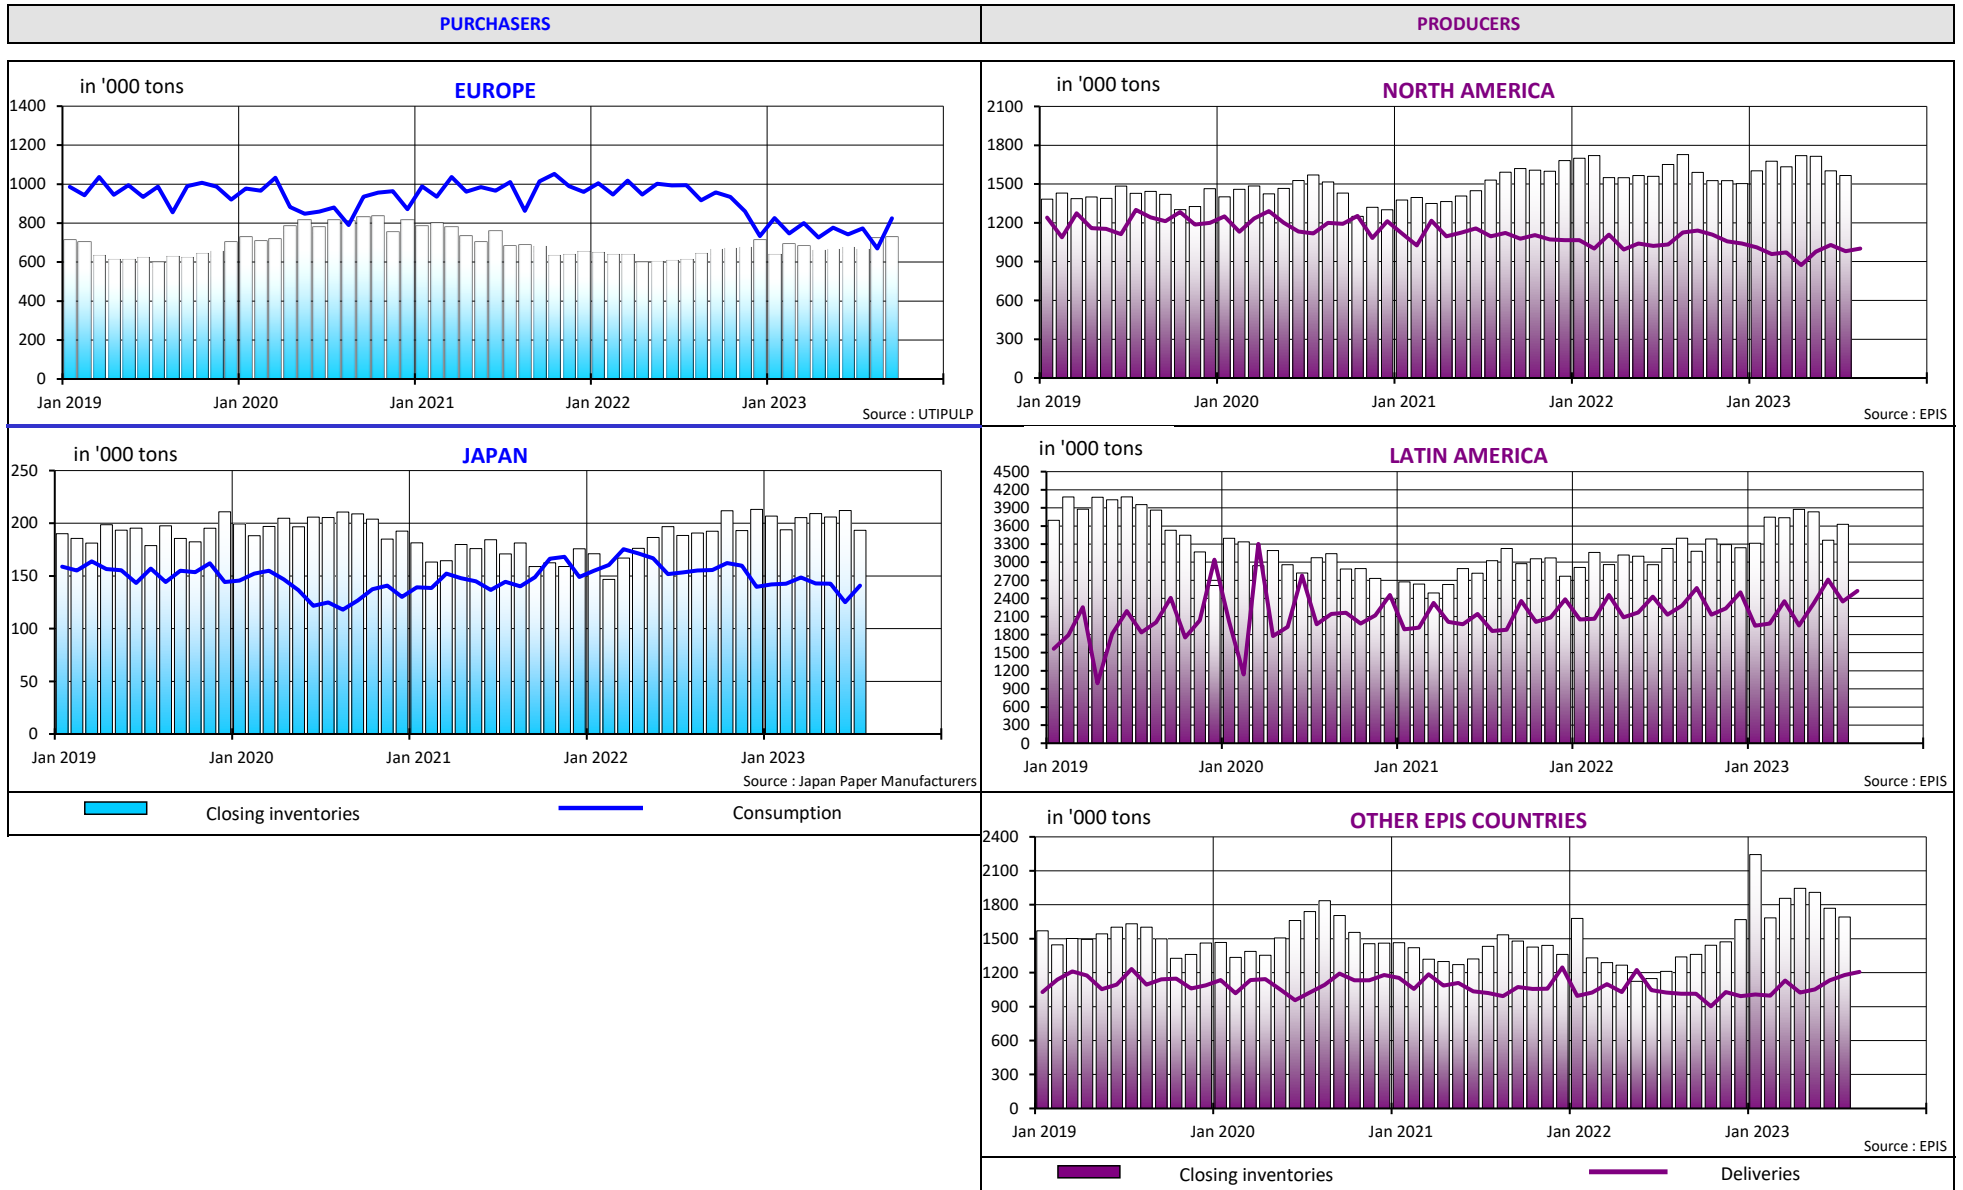 PURCHASERS
PRODUCERS
in '000 tons
EUROPE
1400
1200
1000
800
600
400
200
0
Jan 2019
Jan 2020
Jan 2021
Jan 2022
Jan 2023
Source : UTIPULP
in '000 tons
JAPAN
250
200
150
100
50
0
Jan 2019
Jan 2020
Jan 2021
Jan 2022
Jan 2023
Source : Japan Paper Manufacturers
Closing inventories
Consumption
in '000 tons
NORTH AMERICA
2100
1800
1500
1200
900
600
300
0
Jan 2019
Jan 2020
Jan 2021
Jan 2022
Jan 2023
Source : EPIS
in '000 tons
LATIN AMERICA
4500
4200
3900
3600
3300
3000
2700
2400
2100
1800
1500
1200
900
600
300
0
Jan 2019
Jan 2020
Jan 2021
Jan 2022
Jan 2023
Source : EPIS
in '000 tons
OTHER EPIS COUNTRIES
2400
2100
1800
1500
1200
900
600
300
0
Jan 2019
Jan 2020
Jan 2021
Jan 2022
Jan 2023
Source : EPIS
Closing inventories
Deliveries